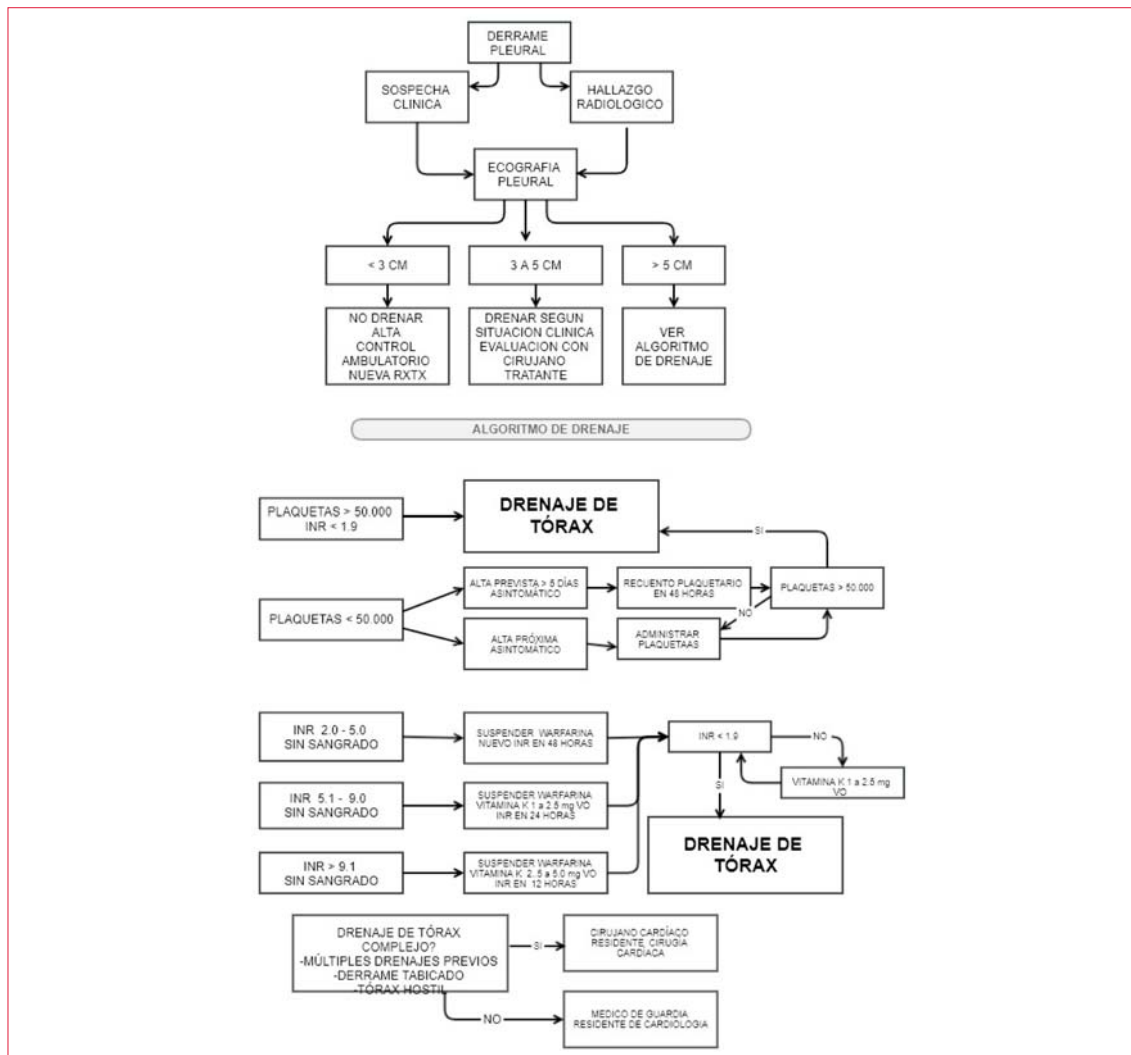 DERRAME
PLEURAL
SOSPECHA
CLINICA
HALLAZGO
RADIOLOGICO
ECOGRAFIA
PLEURAL
< 3 CM
3 A 5 CM
> 5 CM
NO DRENAR
ALTA
CONTROL
AMBULATORIO
NUEVA RXTX
DRENAR SEGUN
SITUACION CLINICA
EVALUACION CON
CIRUJANO
TRATANTE
VER
ALGORITMO
DE DRENAJE
ALGORITMO DE DRENAJE
PLAQUETAS > 50.000
INR < 1.9
DRENAJE DE
TÓRAX
SI
PLAQUETAS < 50.000
ALTA PREVISTA > 5 DÍAS
ASINTOMÁTICO
RECUENTO PLAQUETARIO
EN 48 HORAS
PLAQUETAS > 50.000
NO
ALTA PRÓXIMA
ASINTOMÁTICO
ADMINISTRAR
PLAQUETAAS
INR 2.0 - 5.0
SIN SANGRADO
SUSPENDER WARFARINA
NUEVO INR EN 48 HORAS
INR < 1.9
NO
VITAMINA K 1 a 2.5 mg
VO
SI
INR 5.1 - 9.0
SIN SANGRADO
SUSPENDER WARFARINA
VITAMINA K 1 a 2.5 mg VO
INR EN 24 HORAS
DRENAJE DE
TÓRAX
INR > 9.1
SIN SANGRADO
SUSPENDER WARFARINA
VITAMINA K 2..5 a 5.0 mg VO
INR EN 12 HORAS
DRENAJE DE TÓRAX
COMPLEJO?
-MÚLTIPLES DRENAJES PREVIOS
-DERRAME TABICADO
-TÓRAX HOSTIL
SI
CIRUJANO CARDÍACO
RESIDENTE, CIRUGIA
CARDÍACA
NO
MEDICO DE GUARDIA
RESIDENTE DE CARDIOLOGIA